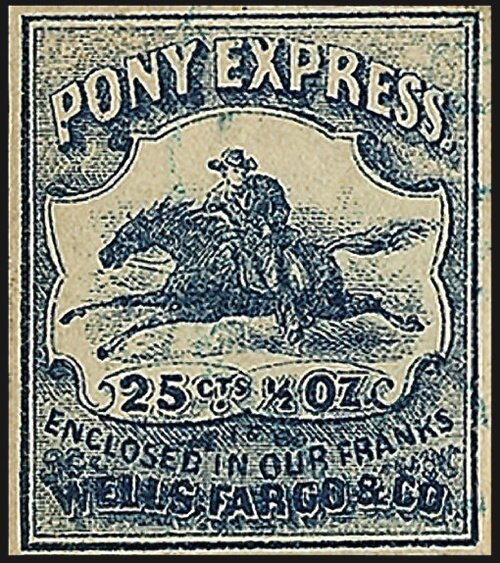 PONY EXPRESS.
25 CTS. ½ OZ.
ENCLOSED IN OUR FRANKS
WELLS, FARGO & CO.